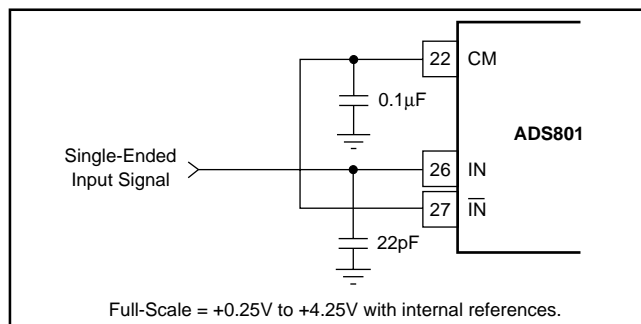 22 CM
0.1µF
ADS801
Single-Ended
Input Signal
26 IN
27 I̅N̅
22pF
Full-Scale = +0.25V to +4.25V with internal references.